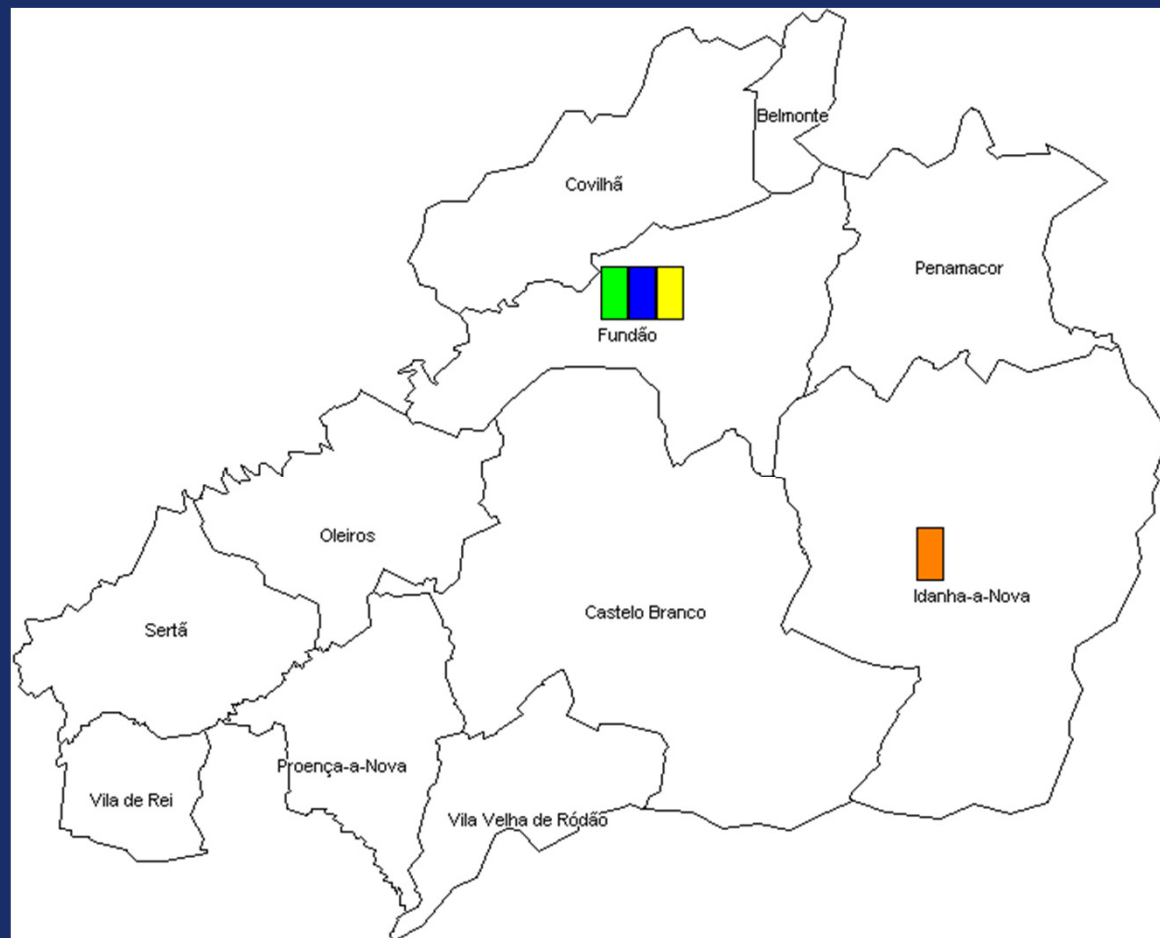 Belmonte
Covilhã
Penamacor
Fundão
Oleiros
Idanha-a-Nova
Castelo Branco
Sertã
Proença-a-Nova
Vila de Rei
Vila Velha de Ródão